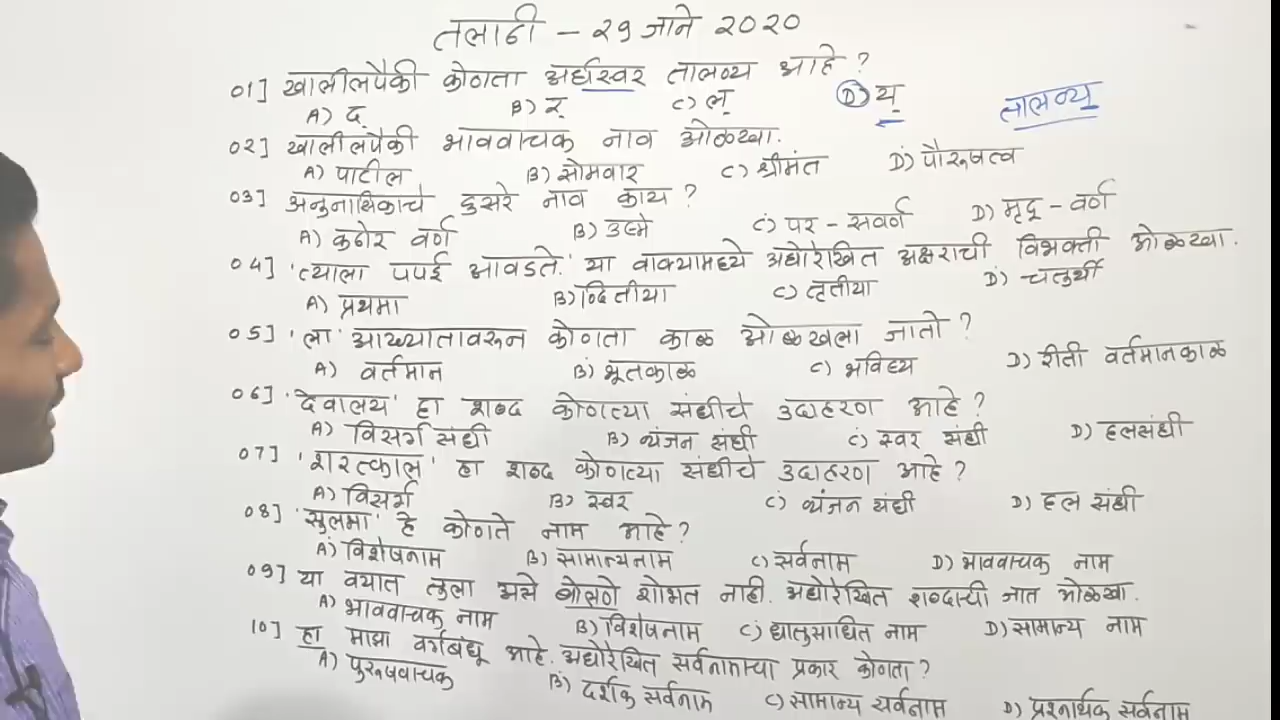 तलाठी - २९ जाने २०२०
01] खालीलपैकी कोणता अर्धस्वर तालव्य आहे ?
A) द् B) र् C) ल् D) य् तालव्य
02] खालीलपैकी भाववाचक नाव ओळखा.
A) पाटील B) सोमवार C) श्रीमंत D) पौरूषत्व
03] अनुनासिकाचे दुसरे नाव काय ?
A) कठोर वर्ण B) उष्मे C) पर - सवर्ण D) मृदू - वर्ण
04] 'त्याला पपई आवडते.' या वाक्यामध्ये अधोरेखित अक्षराची विभक्ती ओळखा.
A) प्रथमा B) द्वितीया C) तृतीया D) चतुर्थी
05] 'ला' आख्यातावरून कोणता काळ ओळखला जातो ?
A) वर्तमान B) भूतकाळ C) भविष्य D) रीती वर्तमानकाळ
06] 'देवालय' हा शब्द कोणत्या संधीचे उदाहरण आहे ?
A) विसर्ग संधी B) व्यंजन संधी C) स्वर संधी D) हलसंधी
07] 'शरत्काल' हा शब्द कोणत्या संधीचे उदाहरण आहे ?
A) विसर्ग B) स्वर C) व्यंजन संधी D) हल संधी
08] 'सुलमा' हे कोणते नाम आहे ?
A) विशेषनाम B) सामान्यनाम C) सर्वनाम D) भाववाचक नाम
09] या वयात तुला असे बोलणे शोभत नाही. अधोरेखित शब्दाची जात ओळखा.
A) भाववाचक नाम B) विशेषनाम C) धातुसाधित नाम D) सामान्य नाम
10] हा माझा वर्गबंधू आहे. अधोरेखित सर्वनामाचा प्रकार कोणता ?
A) पुरूषवाचक B) दर्शक सर्वनाम C) सामान्य सर्वनाम D) प्रश्नार्थक सर्वनाम